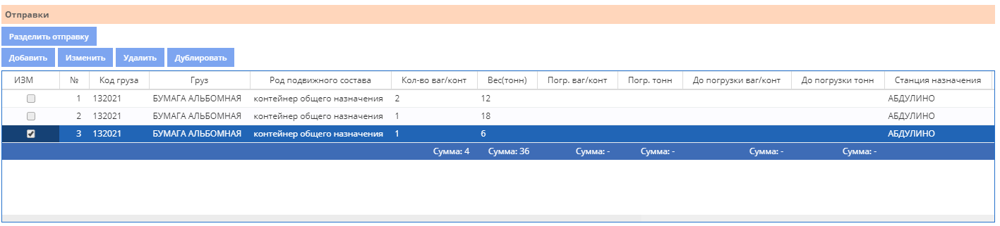 Отправки
Разделить отправку
Добавить Изменить Удалить Дублировать
ИЗМ № Код груза Груз Род подвижного состава Кол-во ваг/конт Вес(тонн) Погр. ваг/конт Погр. тонн До погрузки ваг/конт До погрузки тонн Станция назначения
1 132021 БУМАГА АЛЬБОМНАЯ контейнер общего назначения 2 12 АБДУЛИНО
2 132021 БУМАГА АЛЬБОМНАЯ контейнер общего назначения 1 18 АБДУЛИНО
3 132021 БУМАГА АЛЬБОМНАЯ контейнер общего назначения 1 6 АБДУЛИНО
Сумма: 4 Сумма: 36 Сумма: - Сумма: - Сумма: - Сумма: -